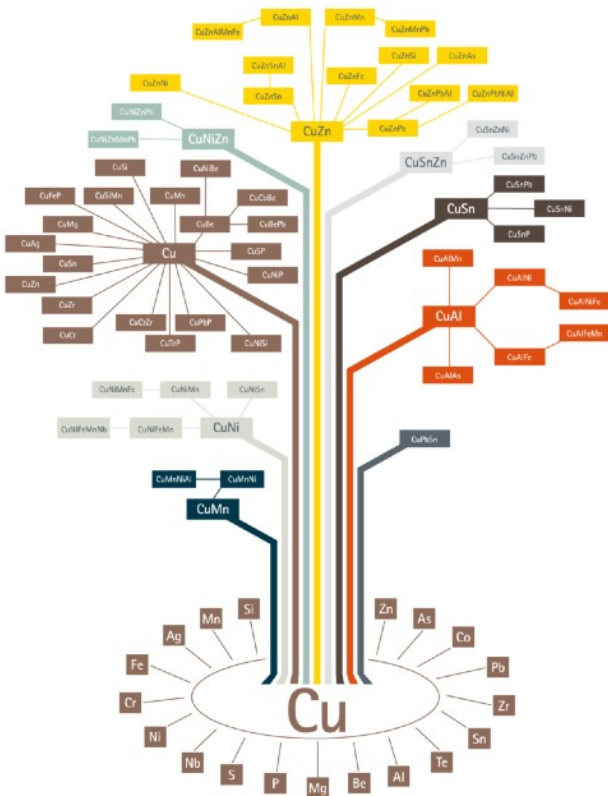 CuZnAl
CuZnMn
CuZnAlMnFe
CuZnMnPb
CuZrSnAl
CuZnSi
CuZnAs
CuZnNi
CuZnFe
CuZnSn
CuZnPbAl
CuZnPbNiAl
CuZn
CuZnPb
CuNiZnPb
CuNiZnMnPb
CuNiZn
CuSnZnNi
CuSnZn
CuSnZnPb
CuSi
CuNiBe
CuSnPb
CuFeP
CuSiMn
CuMn
CuCoBe
CuSn
CuSnNi
CuMg
CuBe
CuBePb
CuSnP
CuAg
Cu
CuSP
CuSn
CuNiP
CuZn
CuZr
CuCr
CuCrZr
CuPbP
CuTeP
CuNiSi
CuAlMn
CuAlNi
CuAlNiFe
CuAl
CuAlFeMn
CuAlFe
CuAlAs
CuNiMnFe
CuNiMn
CuNiSn
CuNiFeMnNb
CuNiFeMn
CuNi
CuPbSn
CuMnNiAl
CuMnNi
CuMn
Si
Zn
Mn
As
Ag
Co
Fe
Pb
Cr
Cu
Zr
Ni
Sn
Nb
Te
S
Al
P
Be
Mg